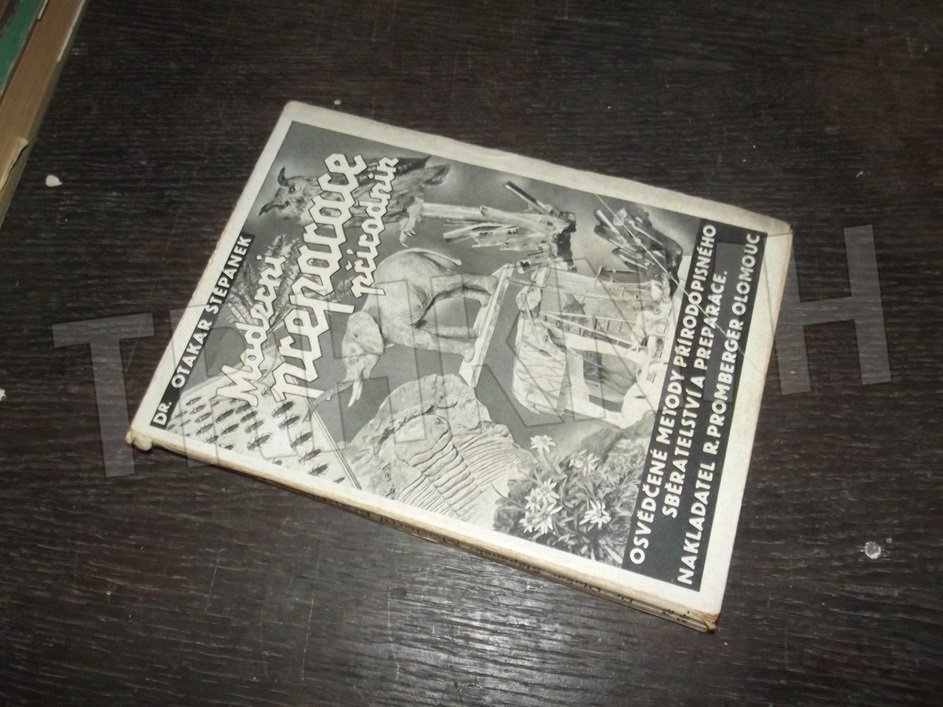 DR. OTAKAR ŠTĚPÁNEK
Moderní
preparace
přírodnin
OSVĚDČENÉ METODY PŘÍRODOPISNÉHO
SBĚRATELSTVÍ A PREPARACE.
NAKLADATEL R. PROMBERGER OLOMOUC